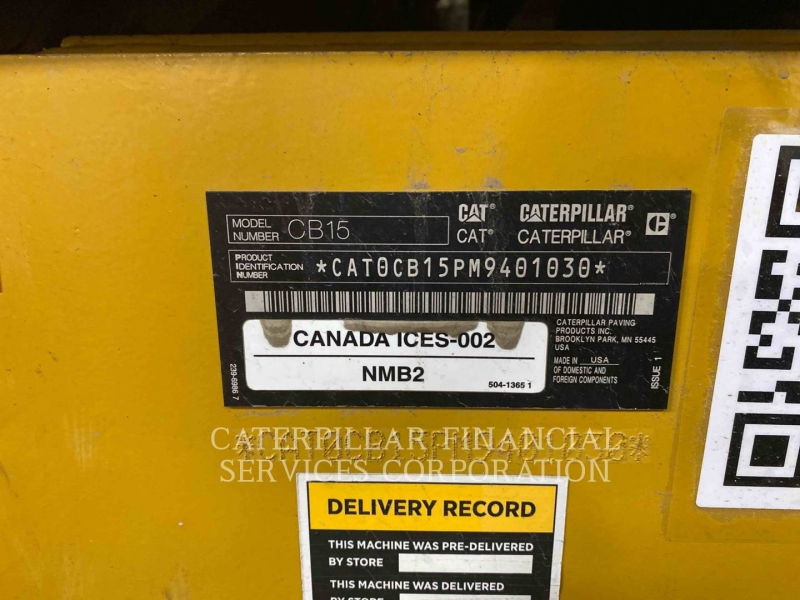 MODEL NUMBER CB15
CAT® CATERPILLAR®
CAT® CATERPILLAR®
PRODUCT IDENTIFICATION NUMBER *CAT0CB15PM9401030*
CANADA ICES-002
NMB2
504-1365 1
239-6986 7
CATERPILLAR PAVING
PRODUCTS INC.
BROOKLYN PARK, MN 55445
USA
MADE IN USA
OF DOMESTIC AND
FOREIGN COMPONENTS
ISSUE 1
*CAT0CB15PM9401030*
CATERPILLAR FINANCIAL
SERVICES CORPORATION
DELIVERY RECORD
THIS MACHINE WAS PRE-DELIVERED
BY STORE
THIS MACHINE WAS DELIVERED
BY STORE